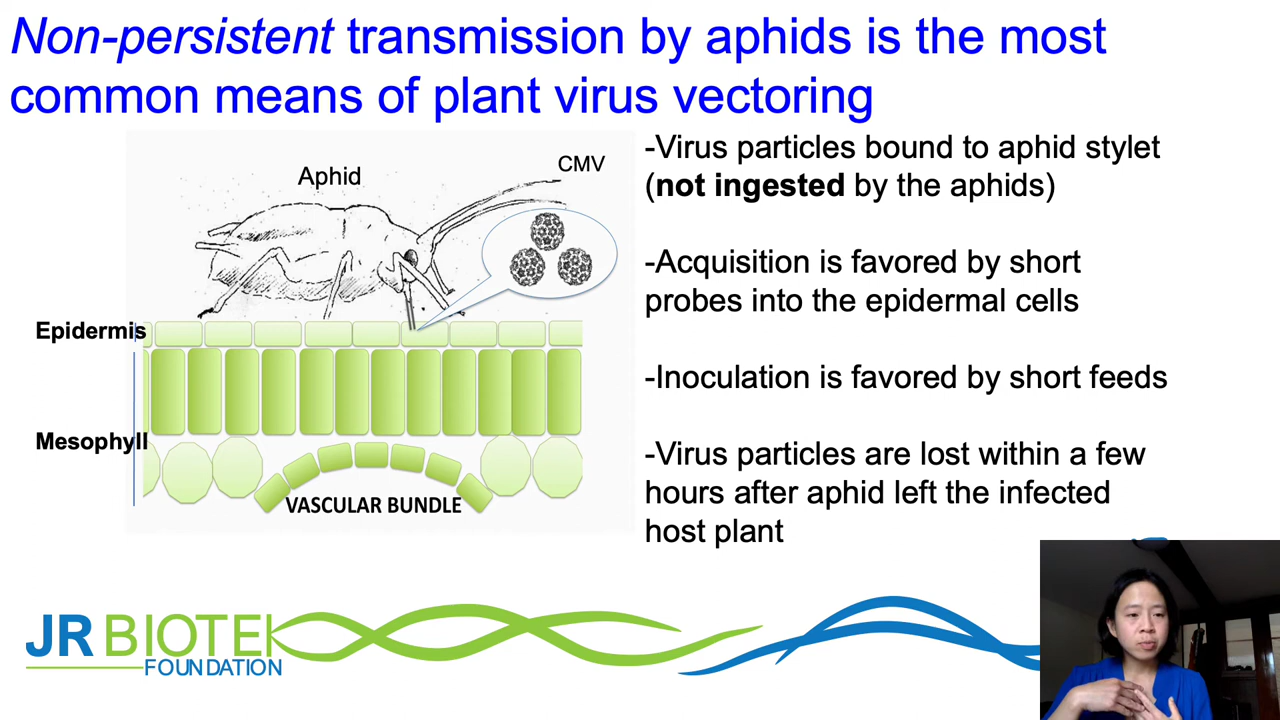 Non-persistent transmission by aphids is the most
common means of plant virus vectoring
Aphid
CMV
Epidermis
Mesophyll
VASCULAR BUNDLE
-Virus particles bound to aphid stylet
(not ingested by the aphids)
-Acquisition is favored by short
probes into the epidermal cells
-Inoculation is favored by short feeds
-Virus particles are lost within a few
hours after aphid left the infected
host plant
JR BIOTEK
FOUNDATION